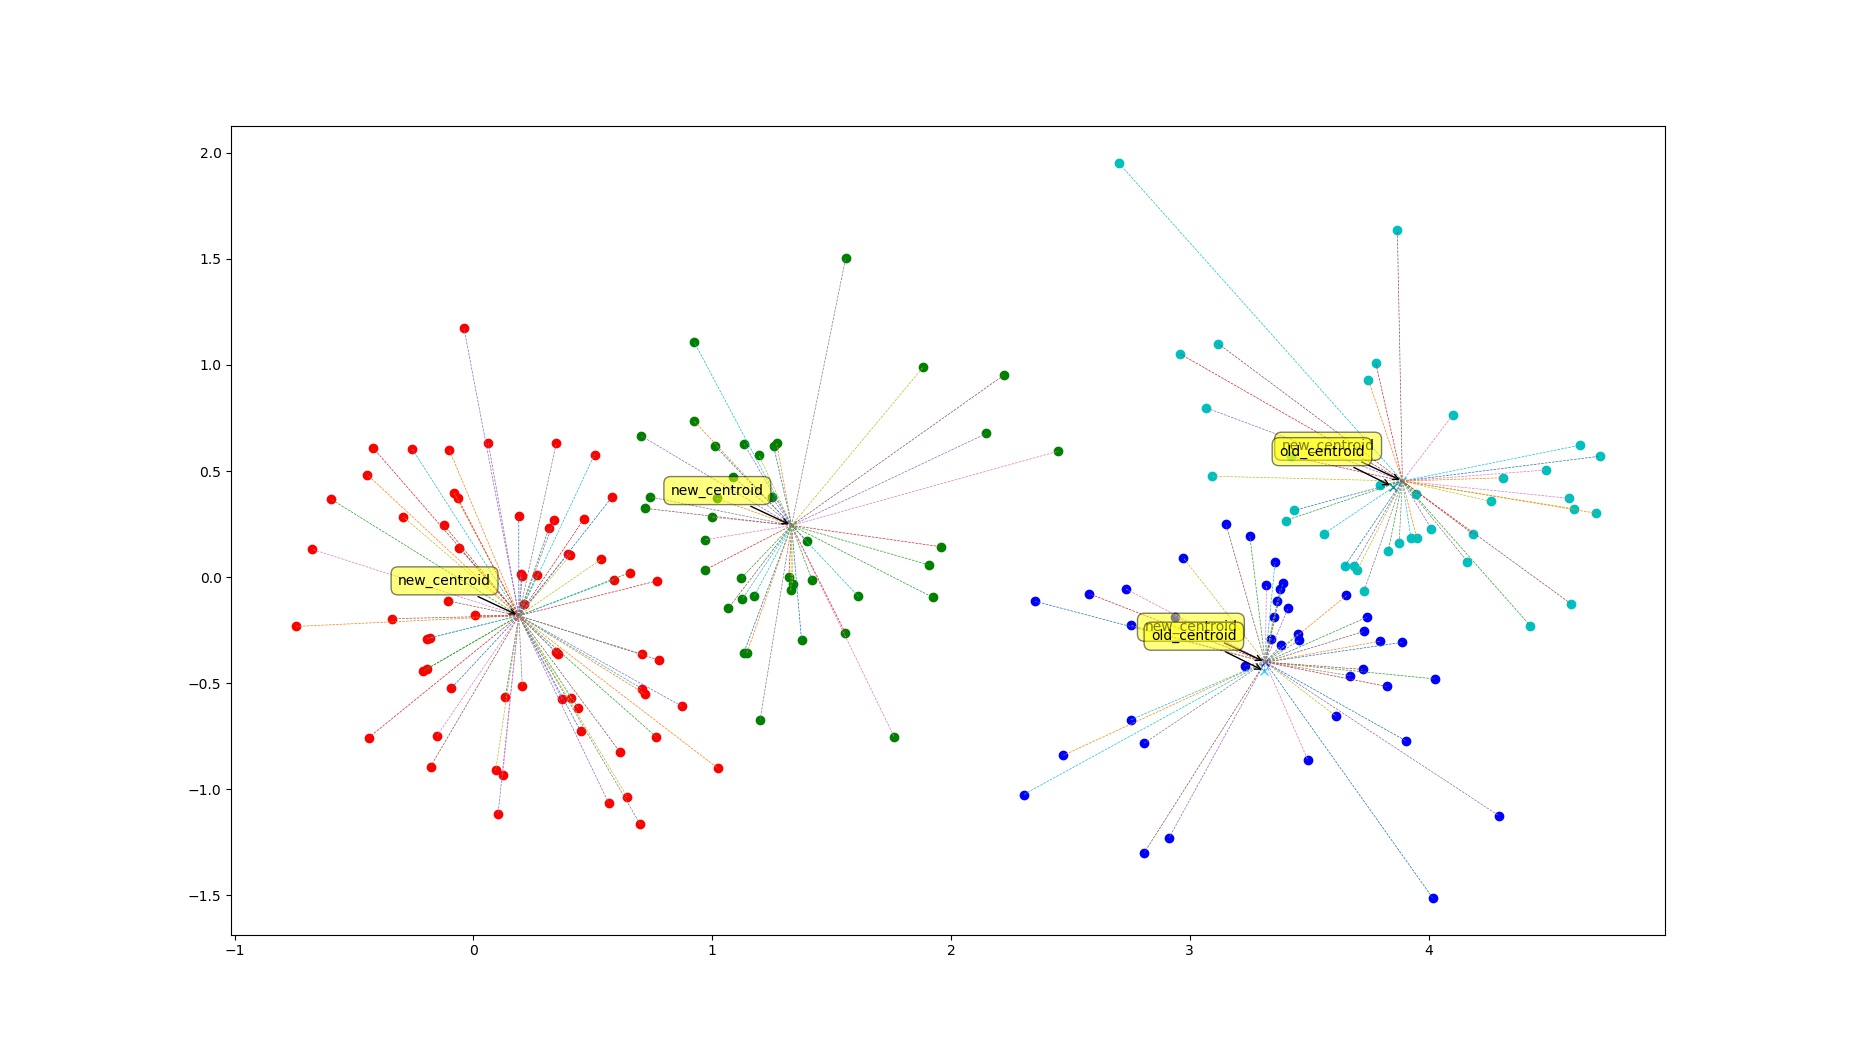 2.0
1.5
1.0
0.5
0.0
−0.5
−1.0
−1.5
−1
0
1
2
3
4
new_centroid
old_centroid
new_centroid
new_centroid
new_centroid
old_centroid